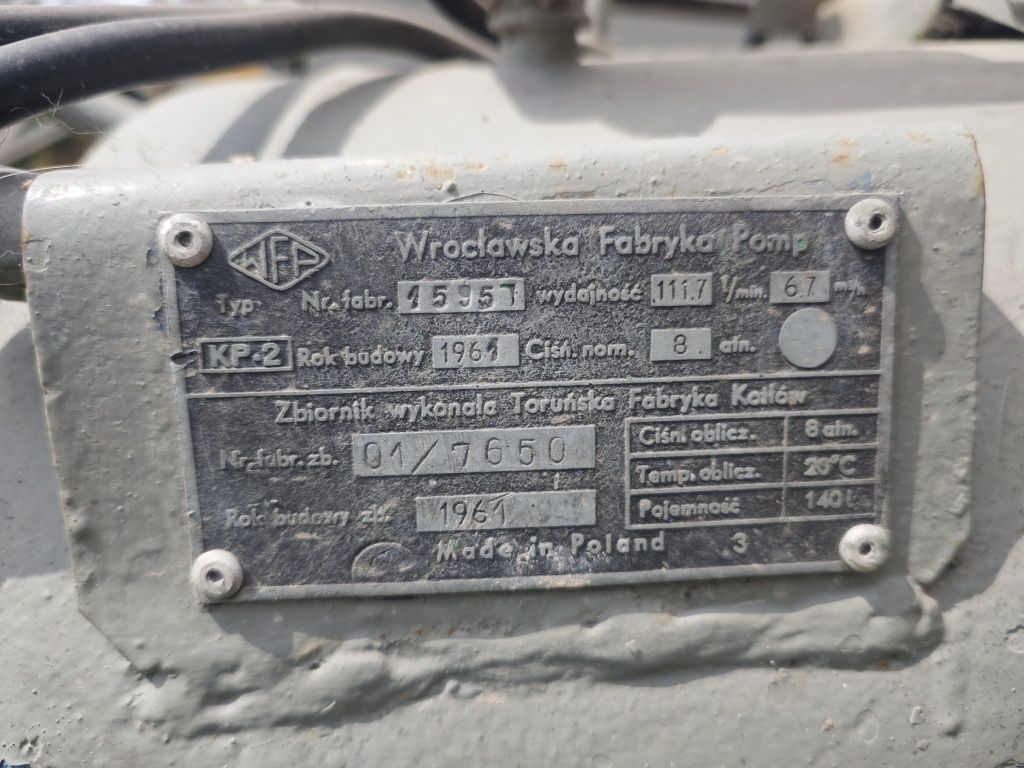 WFP Wrocławska Fabryka Pomp
Typ Nr. fabr. 15957 wydajność 111.7 l/min. 6.7 m³/h.
KP-2 Rok budowy 1961 Ciśń. nom. 8 atn.
Zbiornik wykonała Toruńska Fabryka Kotłów
Nr. fabr. zb. 01/7650
Rok budowy zb. 1961
Ciśń. oblicz. 8 atn.
Temp. oblicz. 20°C
Pojemność 140 l.
Made in Poland 3